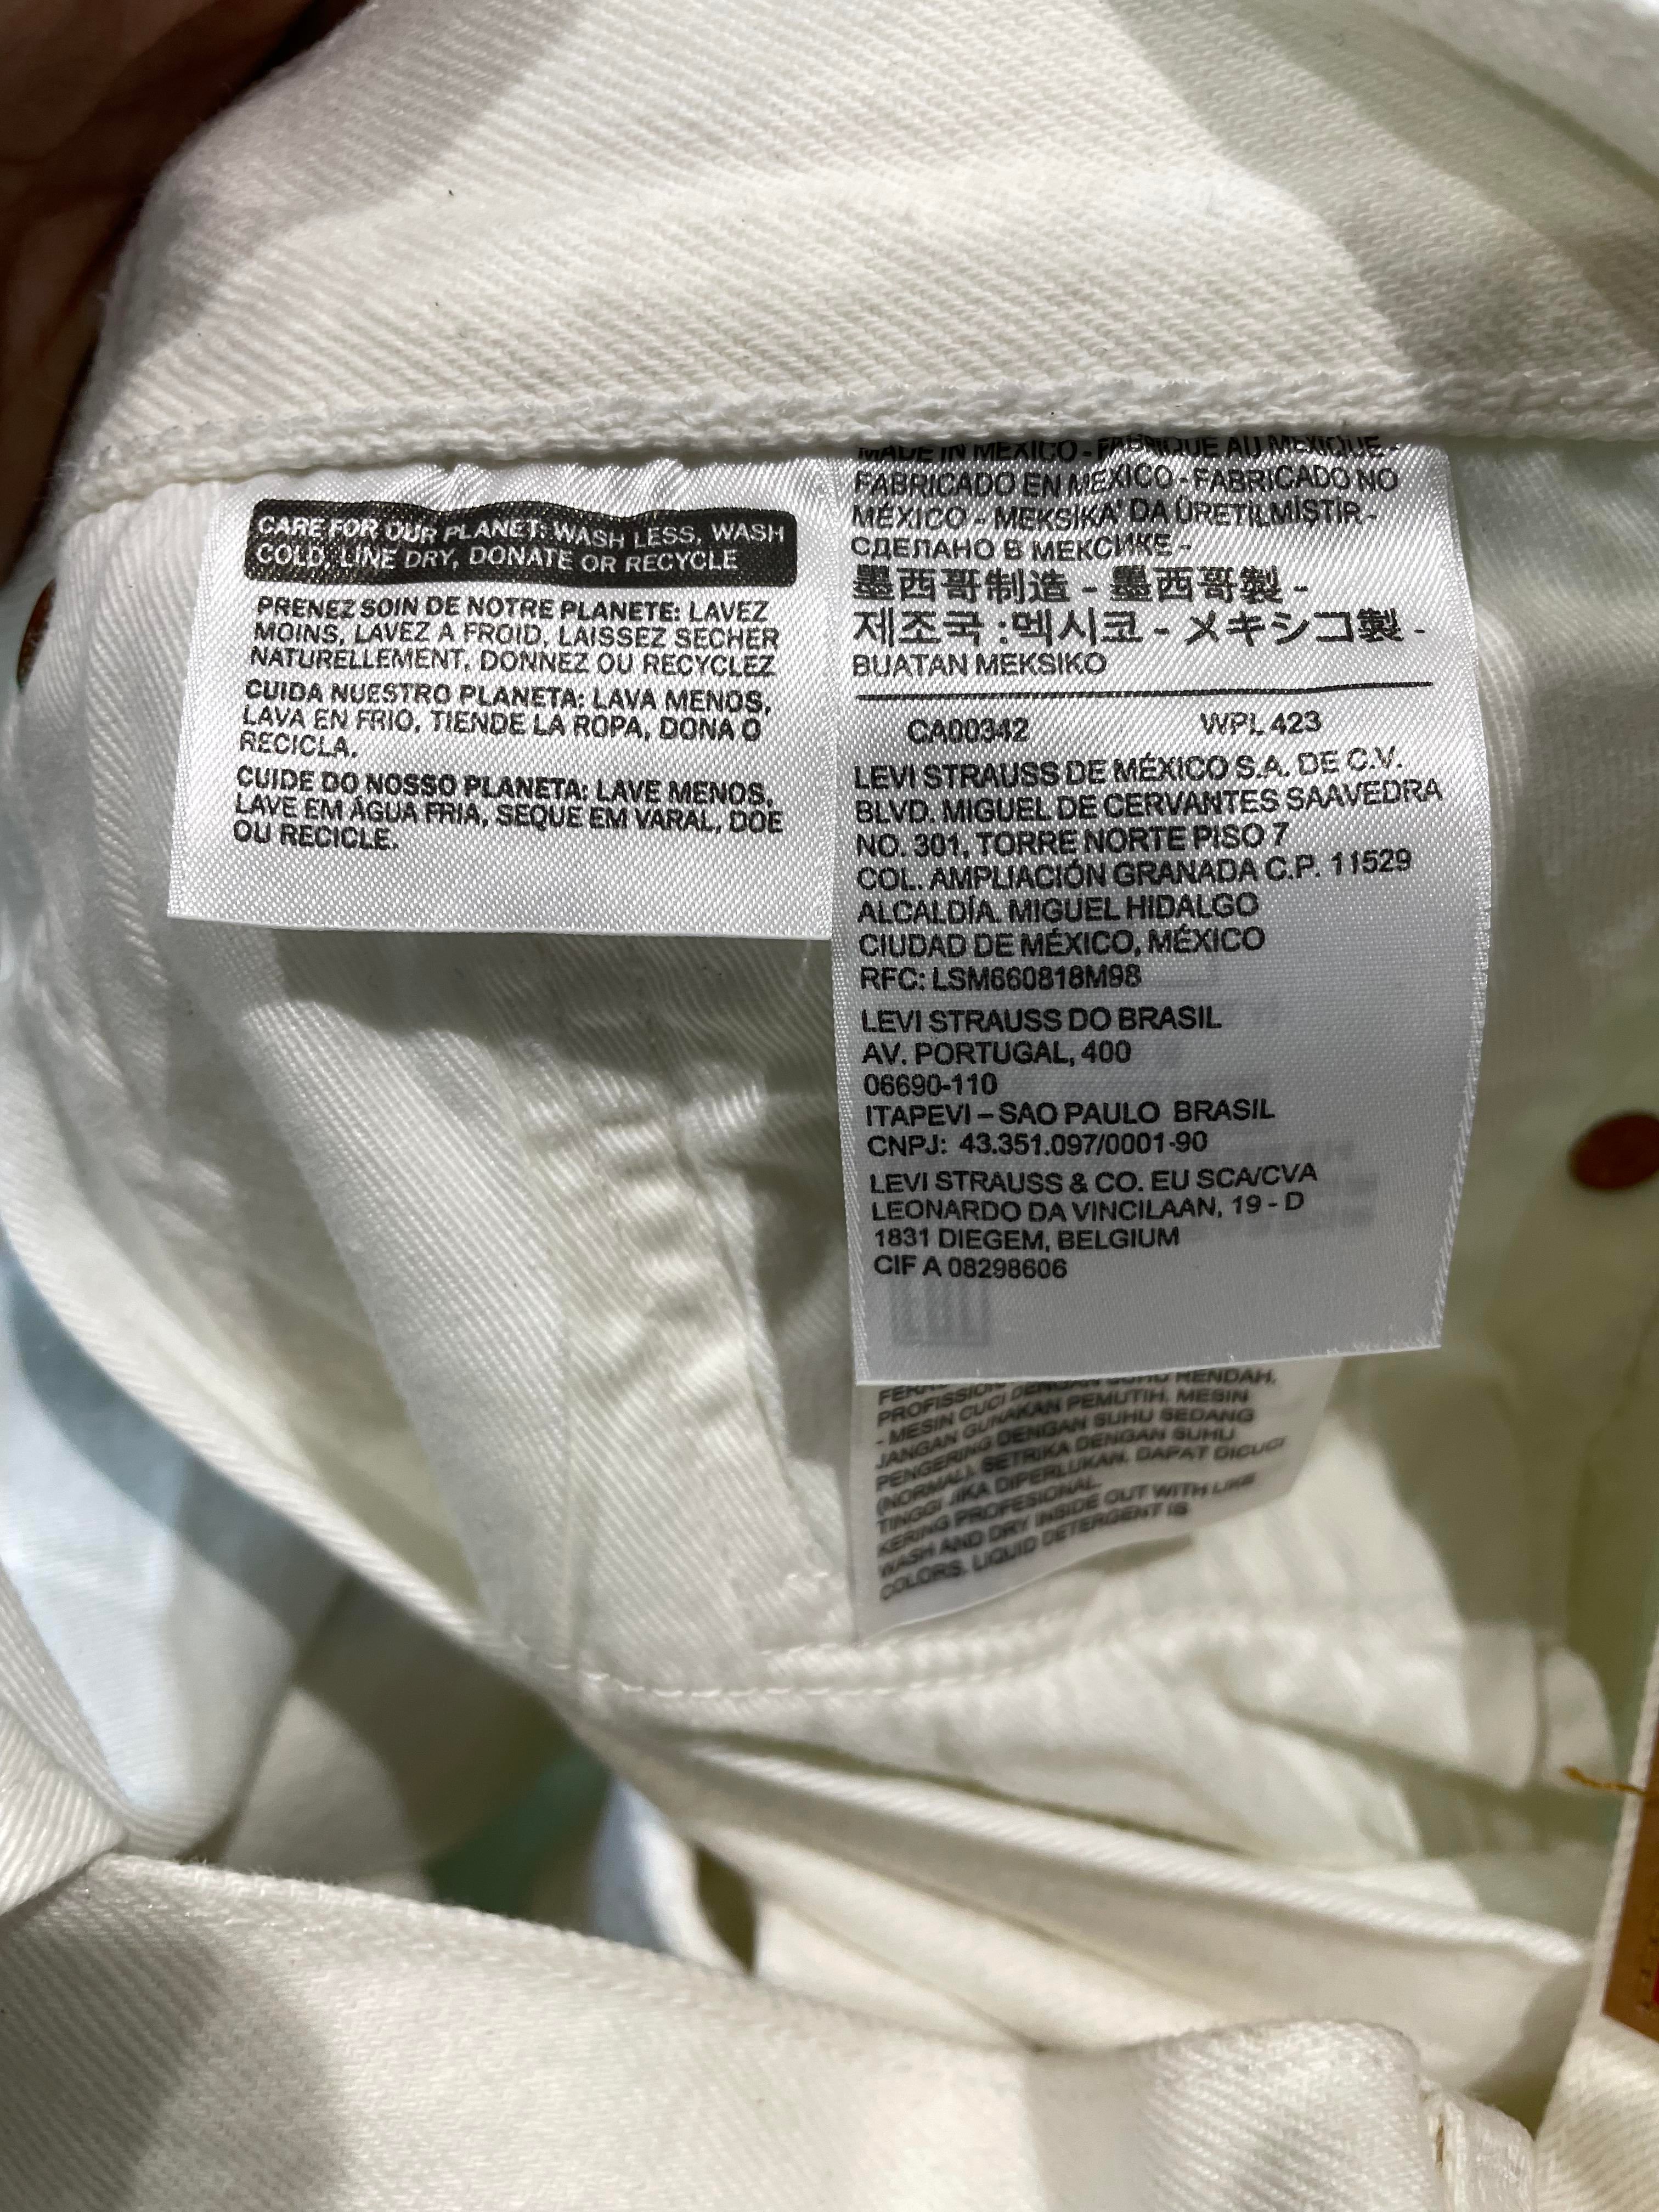 CARE FOR OUR PLANET: WASH LESS, WASH
COLD, LINE DRY, DONATE OR RECYCLE
PRENEZ SOIN DE NOTRE PLANETE: LAVEZ
MOINS, LAVEZ A FROID, LAISSEZ SECHER
NATURELLEMENT, DONNEZ OU RECYCLEZ
CUIDA NUESTRO PLANETA: LAVA MENOS,
LAVA EN FRIO, TIENDE LA ROPA, DONA O
RECICLA.
CUIDE DO NOSSO PLANETA: LAVE MENOS,
LAVE EM ÁGUA FRIA, SEQUE EM VARAL, DOE
OU RECICLE.
MADE IN MEXICO - FABRIQUE AU MEXIQUE -
FABRICADO EN MEXICO - FABRICADO NO
MÉXICO - MEKSIKA' DA ÜRETILMIŞTIR -
СДЕЛАНО В МЕКСИКЕ -
墨西哥制造 - 墨西哥製 -
제조국 :멕시코 - メキシコ製 -
BUATAN MEKSIKO
CA00342 WPL 423
LEVI STRAUSS DE MÉXICO S.A. DE C.V.
BLVD. MIGUEL DE CERVANTES SAAVEDRA
NO. 301, TORRE NORTE PISO 7
COL. AMPLIACIÓN GRANADA C.P. 11529
ALCALDÍA. MIGUEL HIDALGO
CIUDAD DE MÉXICO, MÉXICO
RFC: LSM660818M98
LEVI STRAUSS DO BRASIL
AV. PORTUGAL, 400
06690-110
ITAPEVI – SAO PAULO BRASIL
CNPJ: 43.351.097/0001-90
LEVI STRAUSS & CO. EU SCA/CVA
LEONARDO DA VINCILAAN, 19 - D
1831 DIEGEM, BELGIUM
CIF A 08298606
DENGAN SUHU RENDAH.
- MESIN CUCI DENGAN PEMUTIH. MESIN
JANGAN GUNAKAN
PENGERING DENGAN SUHU SEDANG
(NORMAL). SETRIKA DENGAN SUHU
TINGGI JIKA DIPERLUKAN. DAPAT DICUCI
KERING PROFESIONAL.
WASH AND DRY INSIDE OUT WITH LIKE
COLORS. LIQUID DETERGENT IS